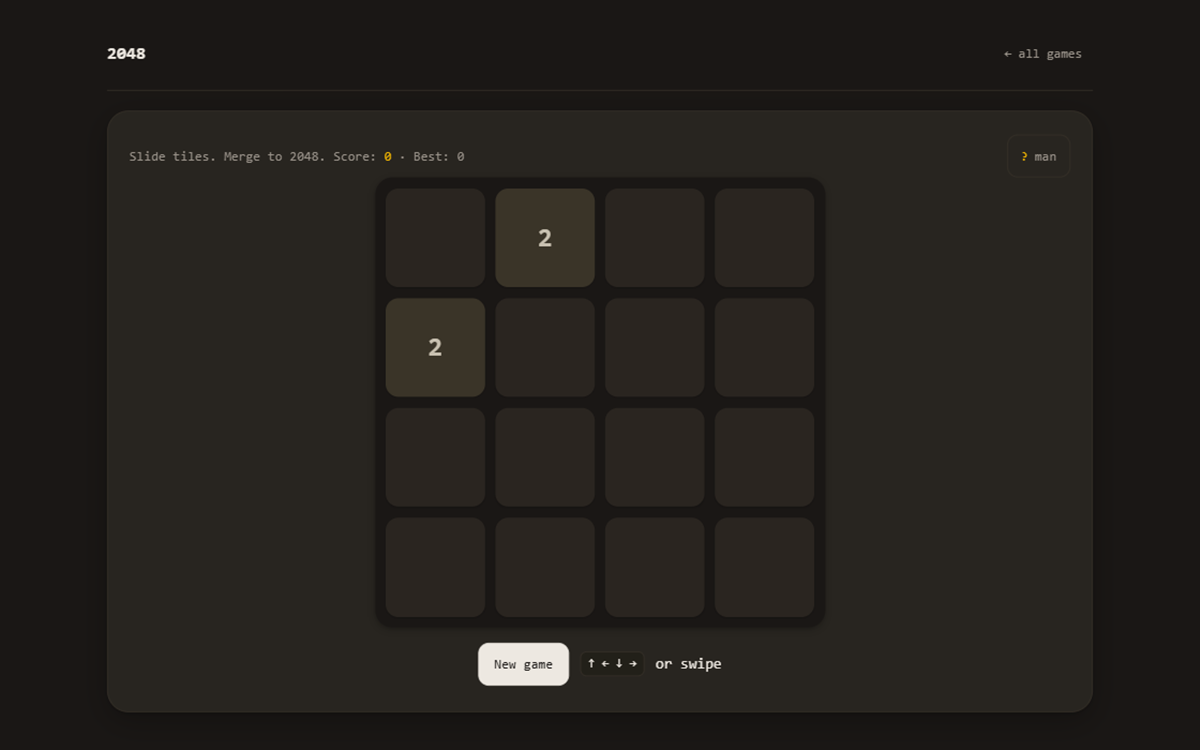 2048
← all games
Slide tiles. Merge to 2048. Score: 0 · Best: 0
? man
2
2
New game ↑ ← ↓ → or swipe